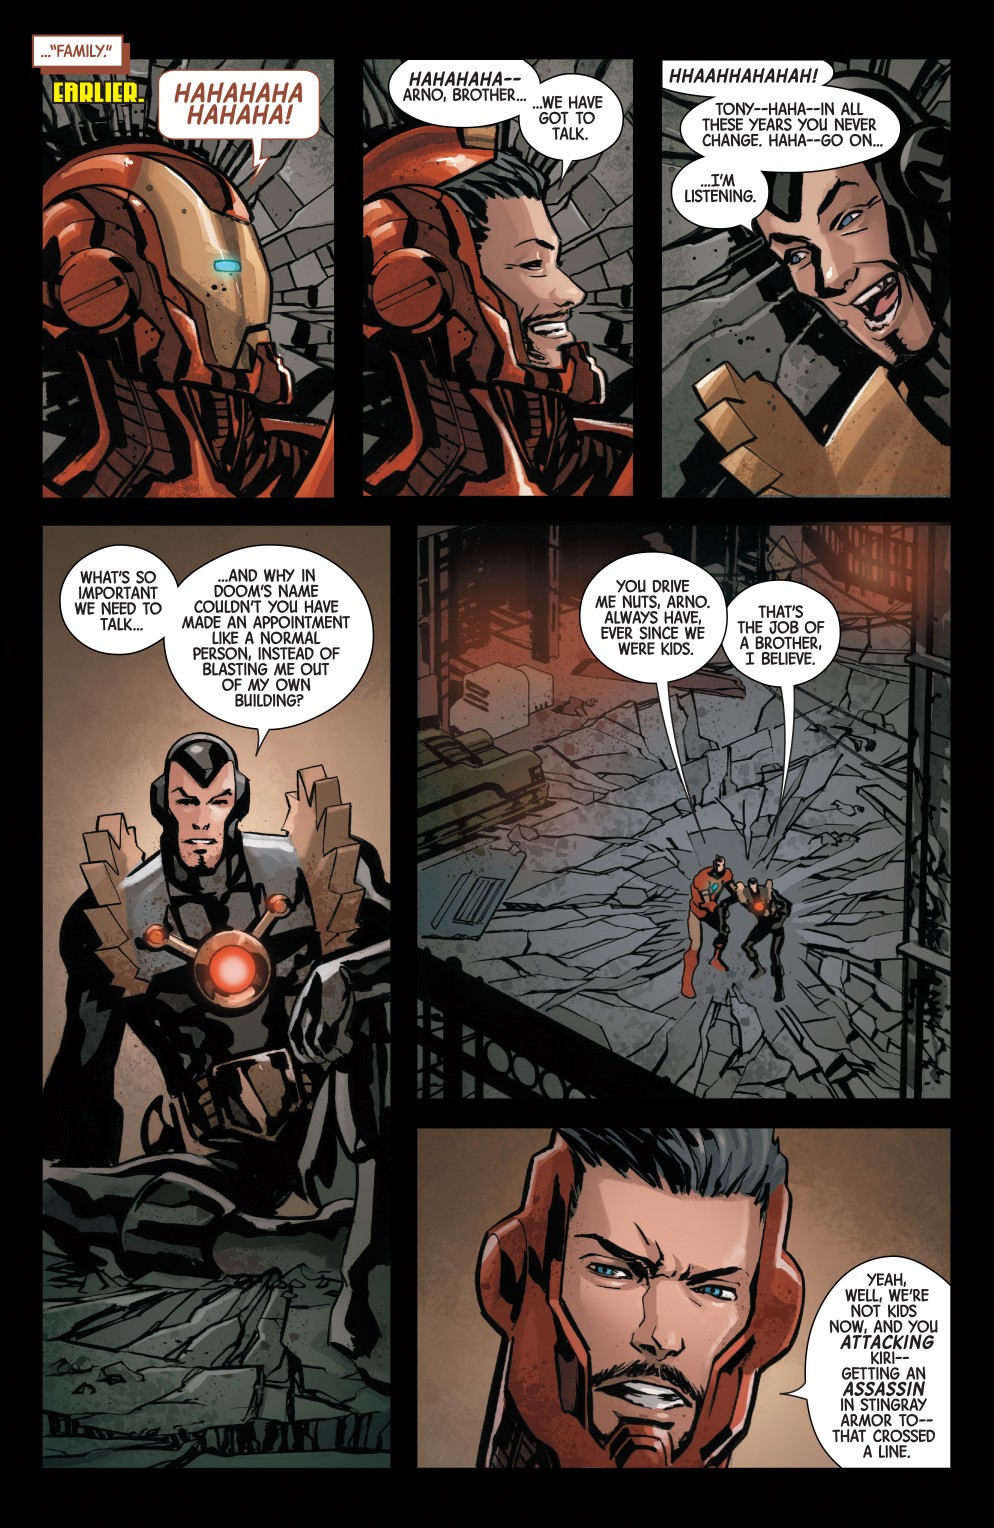 ..."FAMILY."
EARLIER.
HAHAHAHA
HAHAHA!
HAHAHAHA--
ARNO, BROTHER...
...WE HAVE
GOT TO
TALK.
HHAAHHAHAHAH!
TONY--HAHA--IN ALL
THESE YEARS YOU NEVER
CHANGE. HAHA--GO ON...
...I'M
LISTENING.
WHAT'S SO
IMPORTANT
WE NEED TO
TALK...
...AND WHY IN
DOOM'S NAME
COULDN'T YOU HAVE
MADE AN APPOINTMENT
LIKE A NORMAL
PERSON, INSTEAD OF
BLASTING ME OUT
OF MY OWN
BUILDING?
YOU DRIVE
ME NUTS, ARNO.
ALWAYS HAVE,
EVER SINCE WE
WERE KIDS.
THAT'S
THE JOB OF
A BROTHER,
I BELIEVE.
YEAH,
WELL, WE'RE
NOT KIDS
NOW, AND YOU
ATTACKING
KIRI--
GETTING AN
ASSASSIN
IN STINGRAY
ARMOR TO--
THAT CROSSED
A LINE.